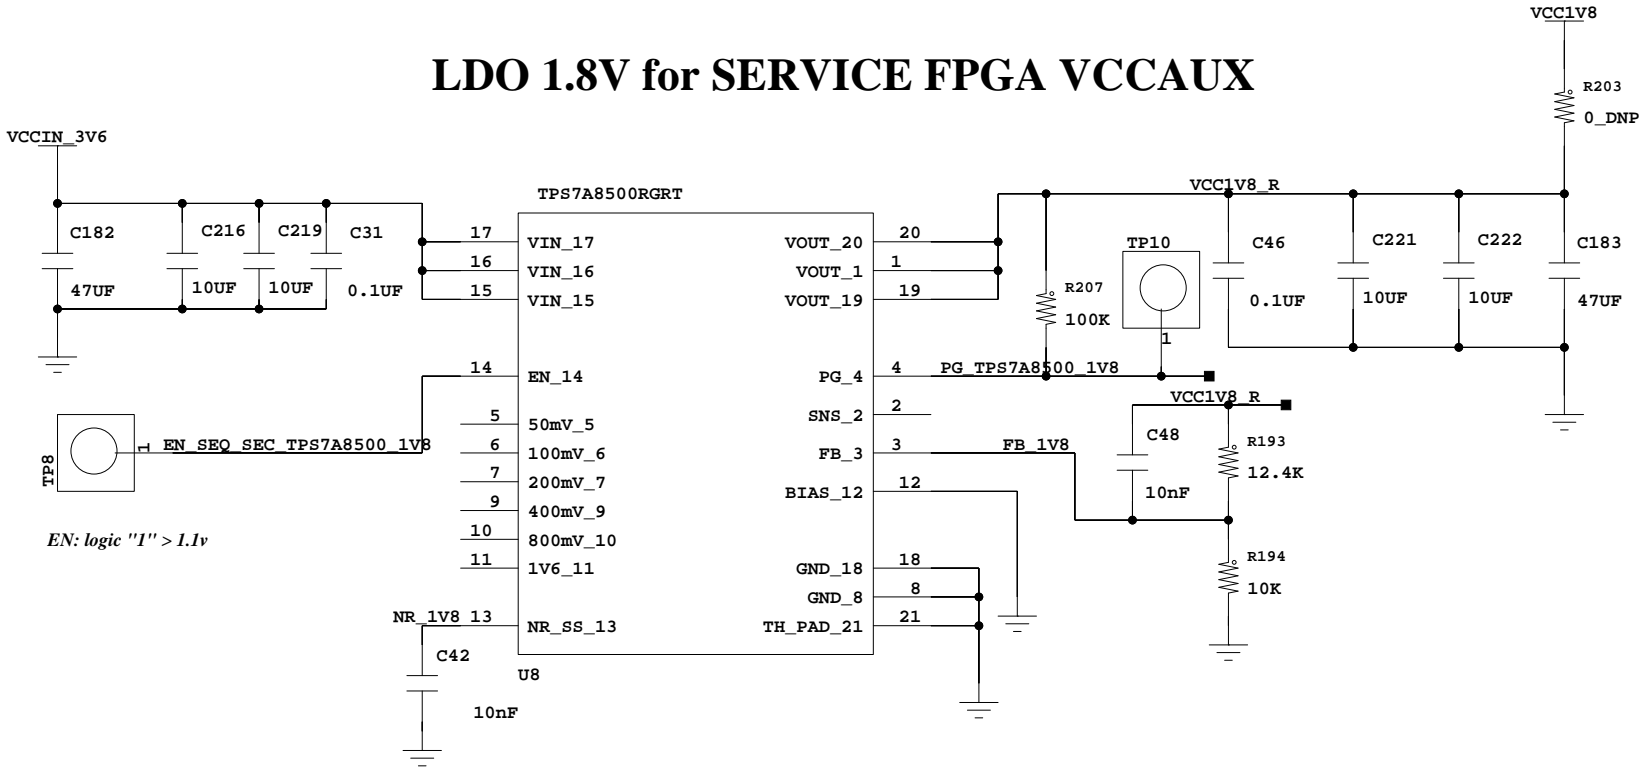 VCC1V8
LDO 1.8V for SERVICE FPGA VCCAUX
R203
0_DNP
VCCIN_3V6
TPS7A8500RGRT
VCC1V8_R
C182
47UF
C216
10UF
C219
10UF
C31
0.1UF
17
VIN_17
16
VIN_16
15
VIN_15
14
EN_14
5
50mV_5
6
100mV_6
7
200mV_7
9
400mV_9
10
800mV_10
11
1V6_11
NR_1V8
13
NR_SS_13
VOUT_20
20
VOUT_1
1
VOUT_19
19
PG_4
4
PG_TPS7A8500_1V8
SNS_2
2
FB_3
3
FB_1V8
BIAS_12
12
GND_18
18
GND_8
8
TH_PAD_21
21
R207
100K
TP10
1
C46
0.1UF
C221
10UF
C222
10UF
C183
47UF
VCC1V8_R
C48
10nF
R193
12.4K
R194
10K
TP8
1
EN_SEQ_SEC_TPS7A8500_1V8
EN: logic "1" > 1.1v
C42
10nF
U8